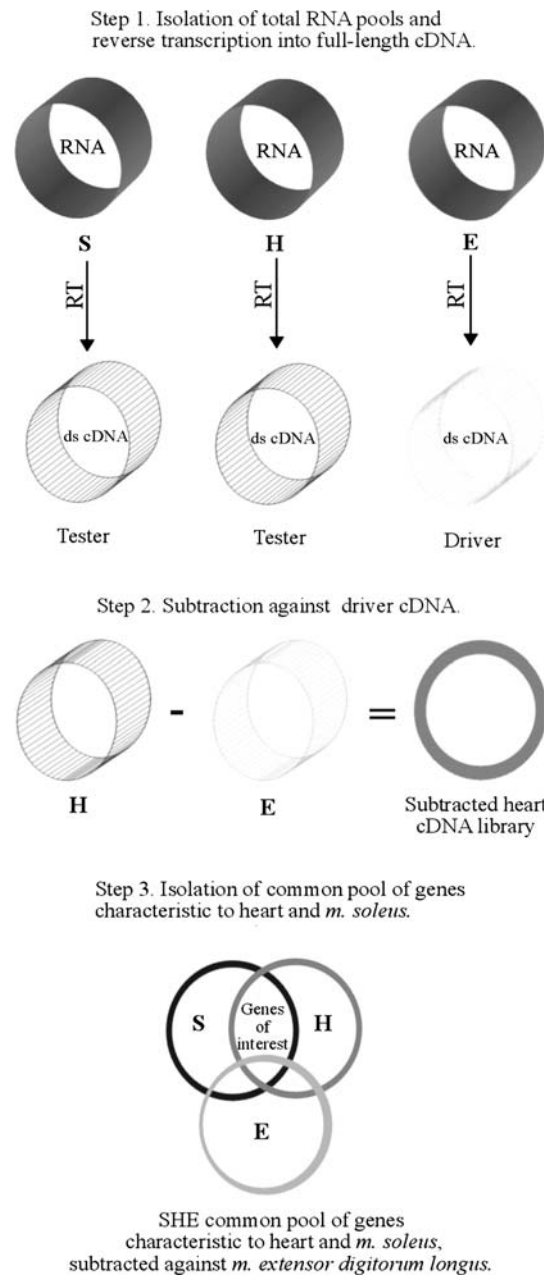 Step 1. Isolation of total RNA pools and
reverse transcription into full-length cDNA.
RNA RNA RNA
S H E
RT RT RT
ds cDNA ds cDNA ds cDNA
Tester Tester Driver
Step 2. Subtraction against driver cDNA.
- =
H E Subtracted heart
cDNA library
Step 3. Isolation of common pool of genes
characteristic to heart and m. soleus.
S Genes H
of
interest
E
SHE common pool of genes
characteristic to heart and m. soleus,
subtracted against m. extensor digitorum longus.